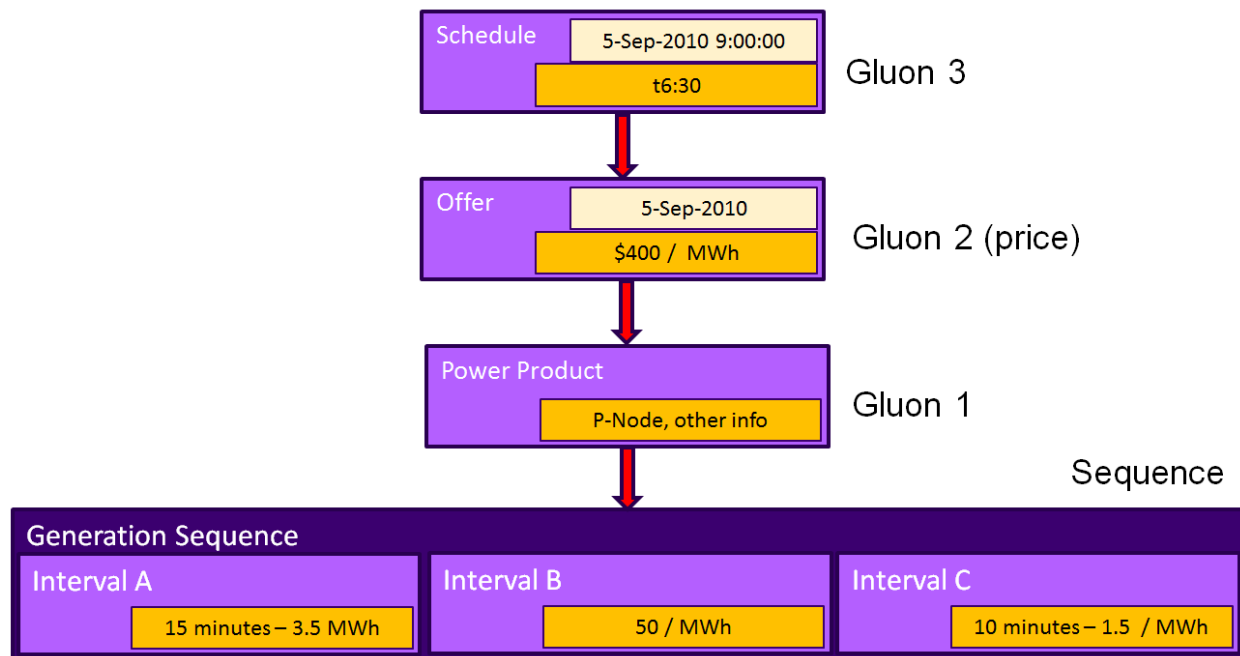 Schedule
5-Sep-2010 9:00:00
t6:30
Gluon 3
Offer
5-Sep-2010
$400 / MWh
Gluon 2 (price)
Power Product
P-Node, other info
Gluon 1
Sequence
Generation Sequence
Interval A
15 minutes – 3.5 MWh
Interval B
50 / MWh
Interval C
10 minutes – 1.5 / MWh